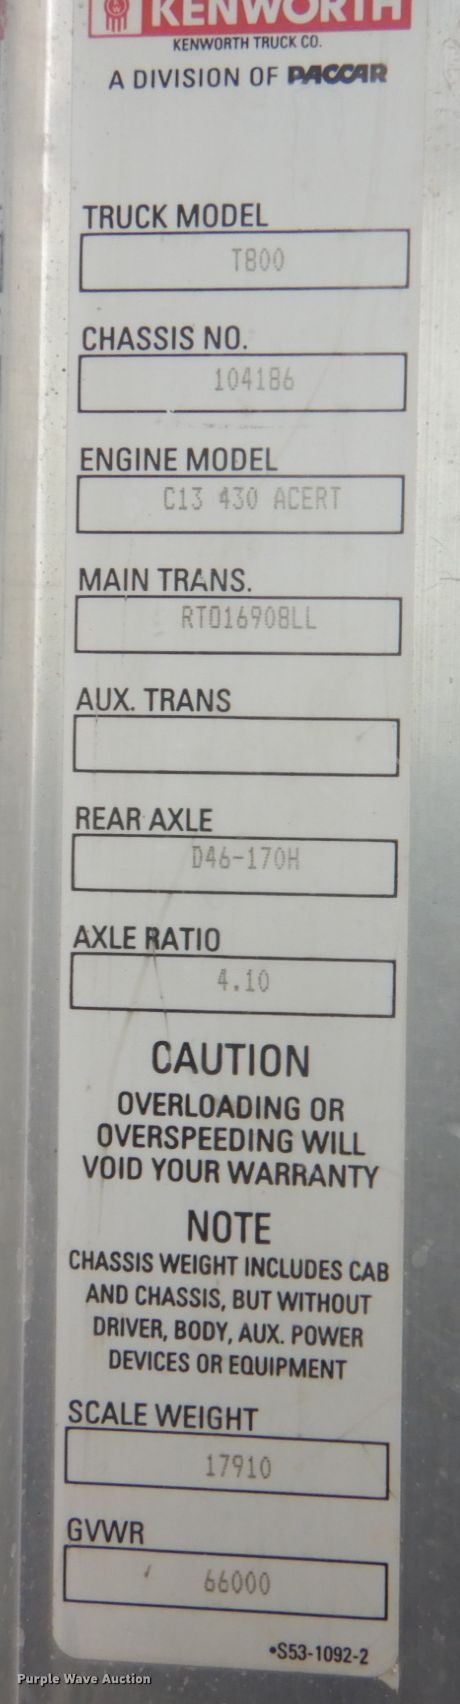 KENWORTH
KENWORTH TRUCK CO.
A DIVISION OF PACCAR
TRUCK MODEL
T800
CHASSIS NO.
104186
ENGINE MODEL
C13 430 ACERT
MAIN TRANS.
RTO16908LL
AUX. TRANS
REAR AXLE
D46-170H
AXLE RATIO
4.10
CAUTION
OVERLOADING OR
OVERSPEEDING WILL
VOID YOUR WARRANTY
NOTE
CHASSIS WEIGHT INCLUDES CAB
AND CHASSIS, BUT WITHOUT
DRIVER, BODY, AUX. POWER
DEVICES OR EQUIPMENT
SCALE WEIGHT
17910
GVWR
66000
•S53-1092-2
Purple Wave Auction